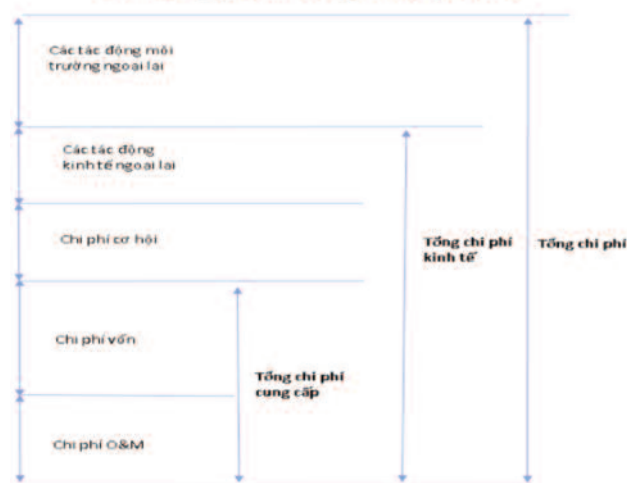 Các tác động môi
trường ngoại lai
Các tác động
kinh tế ngoại lai
Chi phí cơ hội
Tổng chi phí
kinh tế
Tổng chi phí
Chi phí vốn
Tổng chi phí
cung cấp
Chi phí O&M